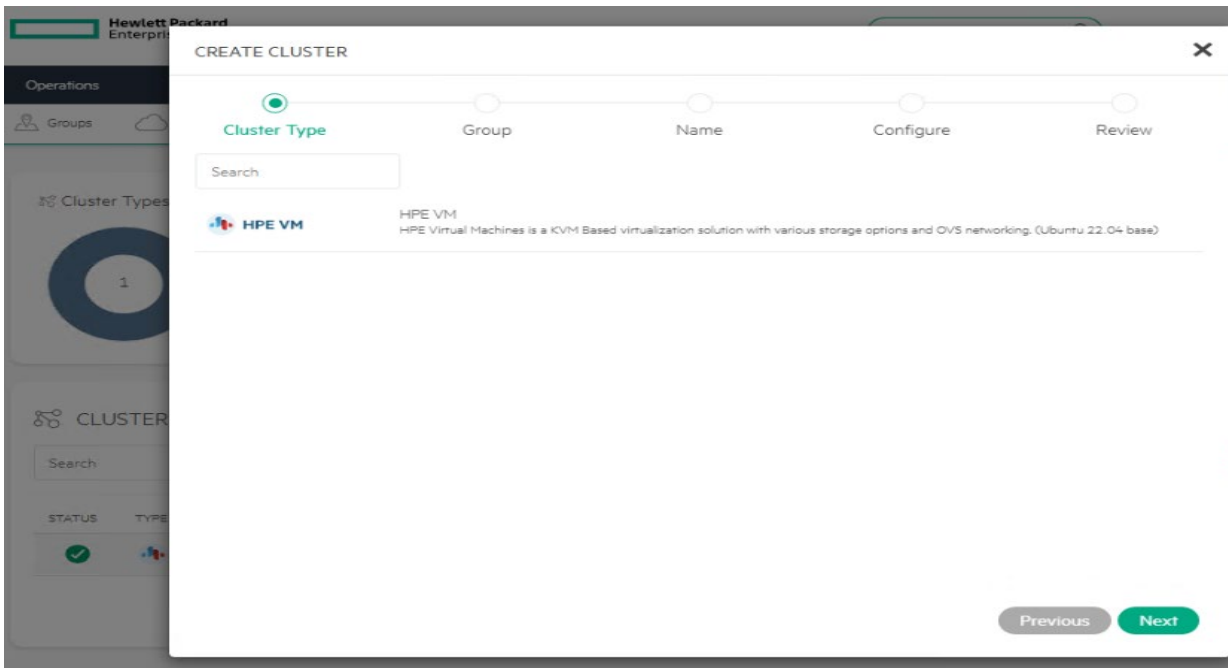 Hewlett Packard
Enterpri
CREATE CLUSTER
Operations
Groups
Cluster Type
Group
Name
Configure
Review
Search
Cluster Types
1
HPE VM
HPE VM
HPE Virtual Machines is a KVM Based virtualization solution with various storage options and OVS networking. (Ubuntu 22.04 base)
CLUSTER
Search
STATUS TYPE
Previous Next